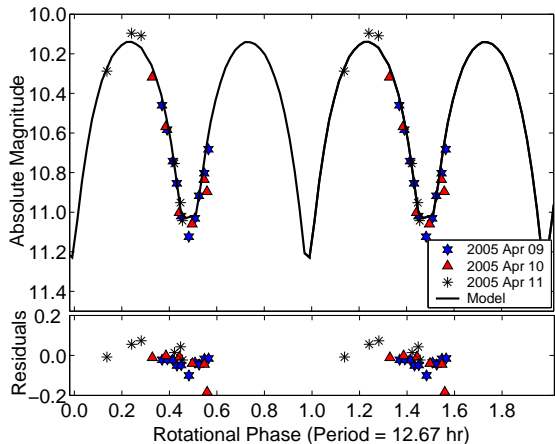 10.0
10.2
10.4
10.6
10.8
11.0
11.2
11.4
Absolute Magnitude
2005 Apr 09
2005 Apr 10
2005 Apr 11
Model
0.2
0.0
−0.2
Residuals
0 0.2 0.4 0.6 0.8 1.0 1.2 1.4 1.6 1.8
Rotational Phase (Period = 12.67 hr)